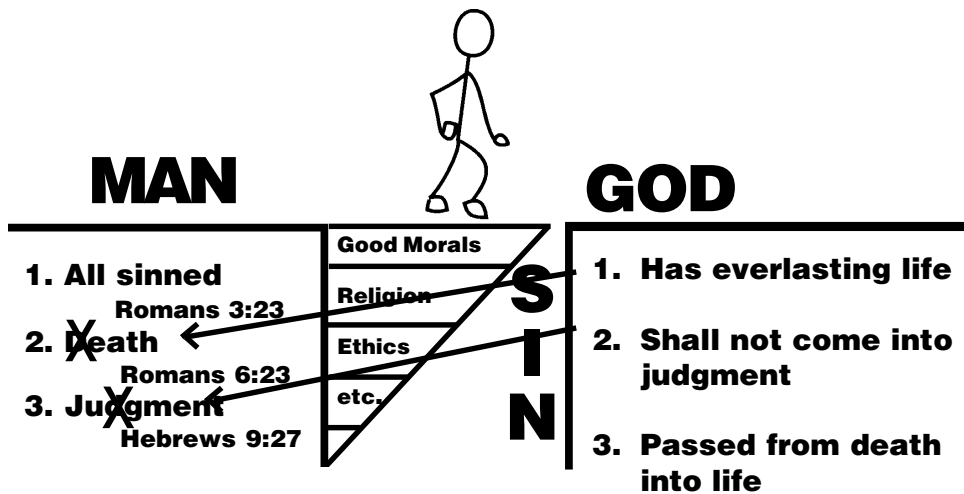 MAN
GOD
1. All sinned
Romans 3:23
2. Death
Romans 6:23
3. Judgment
Hebrews 9:27
Good Morals
Religion
Ethics
etc.
S
I
N
1. Has everlasting life
2. Shall not come into
judgment
3. Passed from death
into life